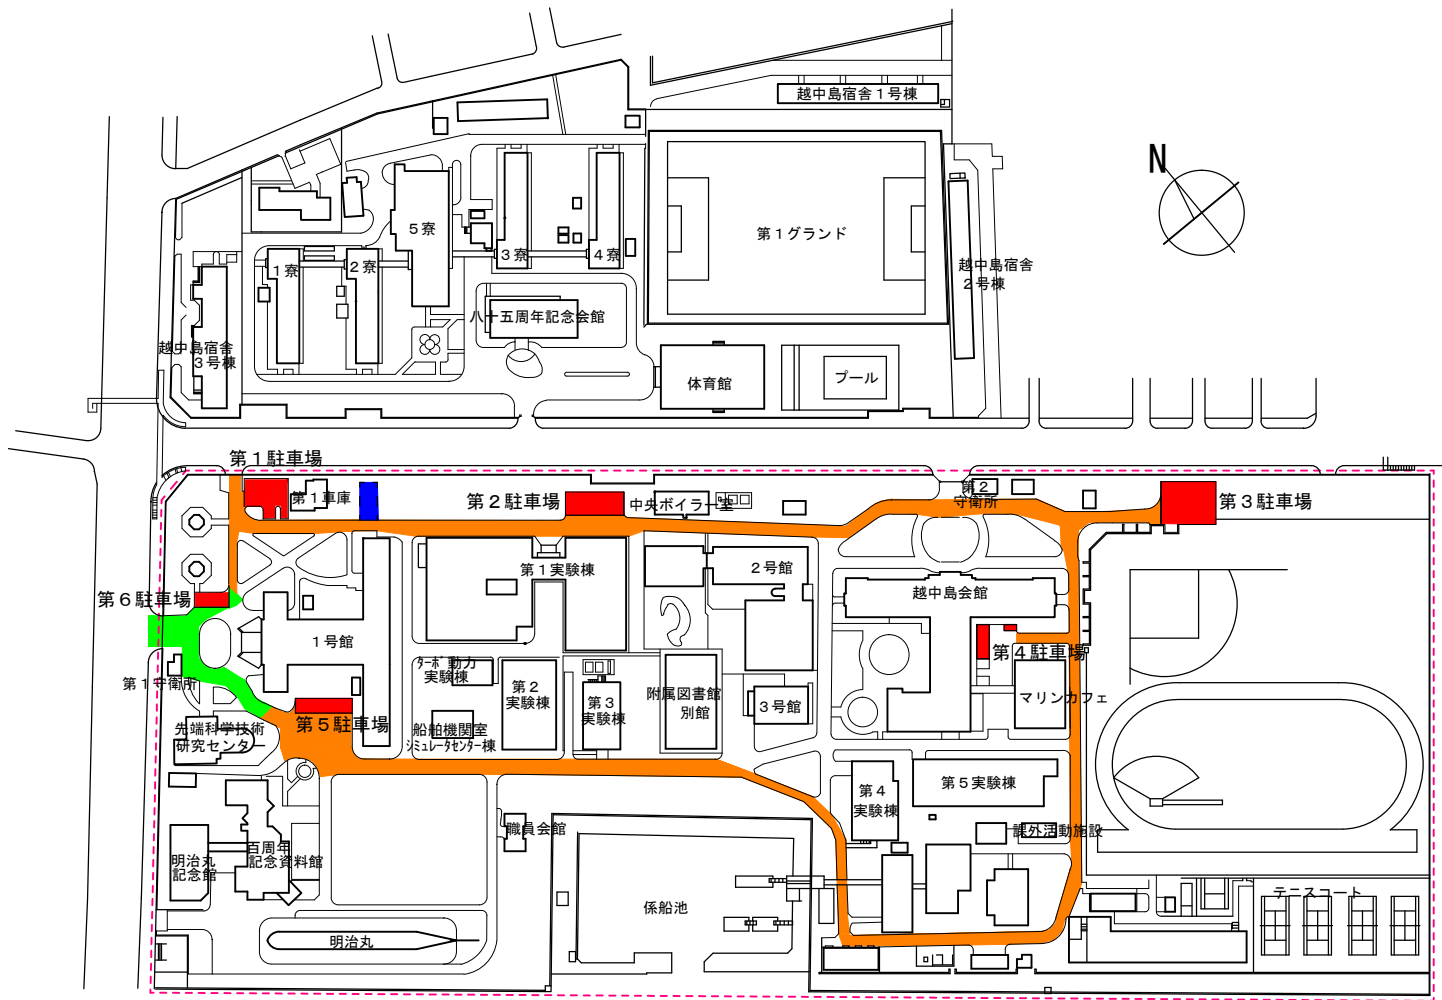 越中島宿舎１号棟
N
５寮
第１グランド
３寮
４寮
１寮
２寮
越中島宿舎
２号棟
八十五周年記念会館
越中島宿舎
３号棟
体育館
プール
第１駐車場
第１車庫
第２駐車場
中央ボイラー室
第２
守衛所
第３駐車場
第１実験棟
２号館
越中島会館
第６駐車場
１号館
第４駐車場
ﾀｰﾎﾞ動力
実験棟
第１守衛所
第２
実験棟
第３
実験棟
附属図書館
別館
３号館
マリンカフェ
第５駐車場
先端科学技術
研究センター
船舶機関室
ｼﾐｭﾚｰﾀｾﾝﾀｰ棟
第４
実験棟
第５実験棟
職員会館
課外活動施設
百周年
記念資料館
明治丸
記念館
係船池
テニスコート
明治丸